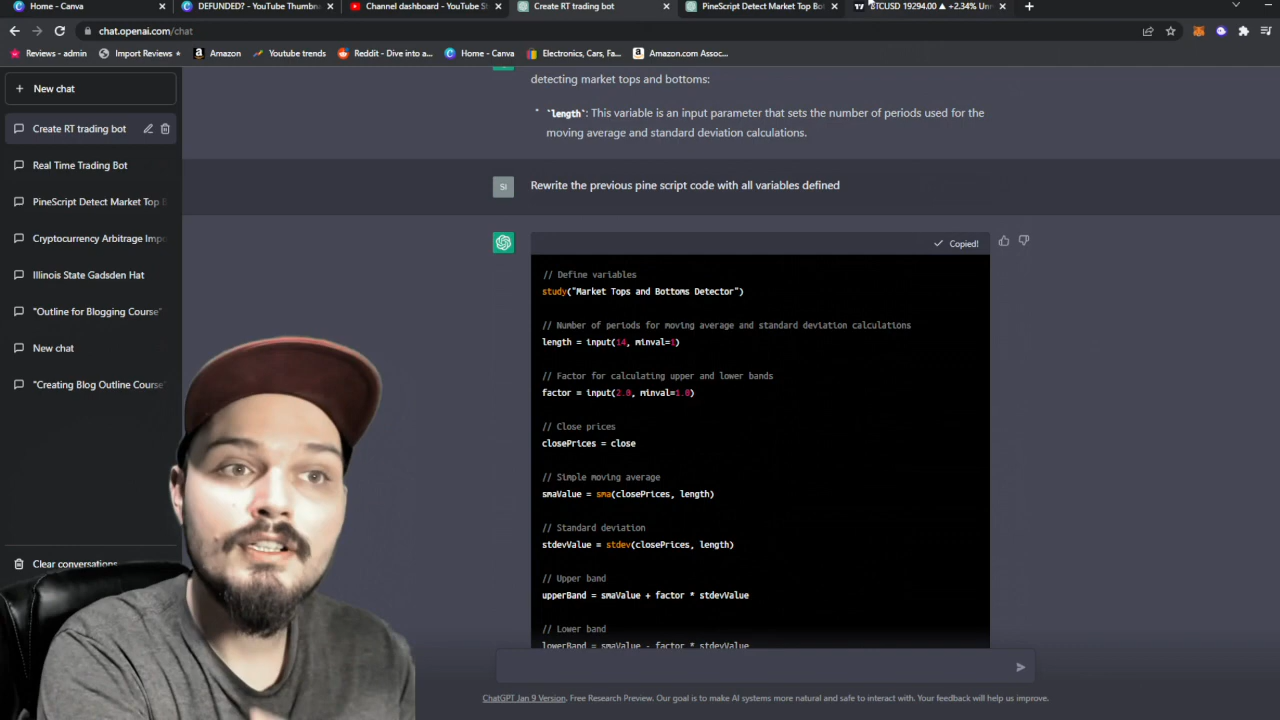 Home - Canva
DEFUNDED? - YouTube Thumbn
Channel dashboard - YouTube St
Create RT trading bot
PineScript Detect Market Top Bo
BTCUSD 19294.00 ▲ +2.34% Unn
chat.openai.com/chat
Reviews - admin
Import Reviews
Amazon
Youtube trends
Reddit - Dive into a...
Home - Canva
Electronics, Cars, Fa...
Amazon.com Assoc...
New chat
Create RT trading bot
Real Time Trading Bot
PineScript Detect Market Top B
Cryptocurrency Arbitrage Impo
Illinois State Gadsden Hat
"Outline for Blogging Course"
New chat
"Creating Blog Outline Course"
Clear conversations
detecting market tops and bottoms:
• `length`: This variable is an input parameter that sets the number of periods used for the
moving average and standard deviation calculations.
SI
Rewrite the previous pine script code with all variables defined
Copied!
// Define variables
study("Market Tops and Bottoms Detector")
// Number of periods for moving average and standard deviation calculations
length = input(14, minval=1)
// Factor for calculating upper and lower bands
factor = input(2.0, minval=1.0)
// Close prices
closePrices = close
// Simple moving average
smaValue = sma(closePrices, length)
// Standard deviation
stdevValue = stdev(closePrices, length)
// Upper band
upperBand = smaValue + factor * stdevValue
// Lower band
lowerBand = smaValue - factor * stdevValue
ChatGPT Jan 9 Version. Free Research Preview. Our goal is to make AI systems more natural and safe to interact with. Your feedback will help us improve.